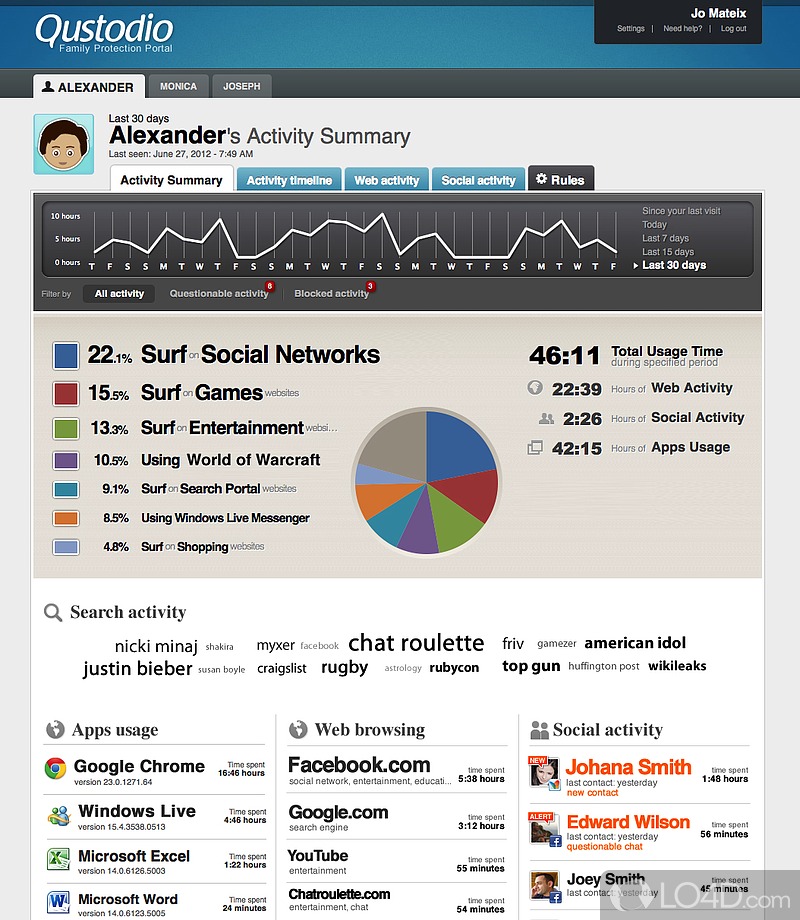 Qustodio
Family Protection Portal
Jo Mateix
Settings | Need help? | Log out
ALEXANDER MONICA JOSEPH
Last 30 days
Alexander's Activity Summary
Last seen: June 27, 2012 - 7:49 AM
Activity Summary Activity timeline Web activity Social activity Rules
10 hours
5 hours
0 hours
T F S S M T W T F S S M T W T F S S M T W T F S S M T W T F
Since your last visit
Today
Last 7 days
Last 15 days
Last 30 days
Filter by All activity Questionable activity 6 Blocked activity 3
22.1% Surf on Social Networks
15.5% Surf on Games websites
13.3% Surf on Entertainment websi...
10.5% Using World of Warcraft
9.1% Surf on Search Portal websites
8.5% Using Windows Live Messenger
4.8% Surf on Shopping websites
46:11 Total Usage Time
during specified period
22:39 Hours of Web Activity
2:26 Hours of Social Activity
42:15 Hours of Apps Usage
Search activity
nicki minaj shakira myxer facebook chat roulette friv gamezer american idol
justin bieber susan boyle craigslist rugby astrology rubycon top gun huffington post wikileaks
Apps usage
Google Chrome
version 23.0.1271.64
Time spent
16:46 hours
Windows Live
version 15.4.3538.0513
Time spent
4:46 hours
Microsoft Excel
version 14.0.6126.5003
Time spent
1:22 hours
Microsoft Word
version 14.0.6123.5005
Time spent
24 minutes
Web browsing
Facebook.com
social network, entertainment, educati...
time spent
5:38 hours
Google.com
search engine
time spent
3:12 hours
YouTube
entertainment
time spent
55 minutes
Chatroulette.com
entertainment, chat
time spent
54 minutes
Social activity
NEW
Johana Smith
last contact: yesterday
new contact
time spent
1:48 hours
ALERT
Edward Wilson
last contact: yesterday
questionable chat
time spent
56 minutes
Joey Smith
last contact: yesterday
time spent
45 minutes
LO4D.com